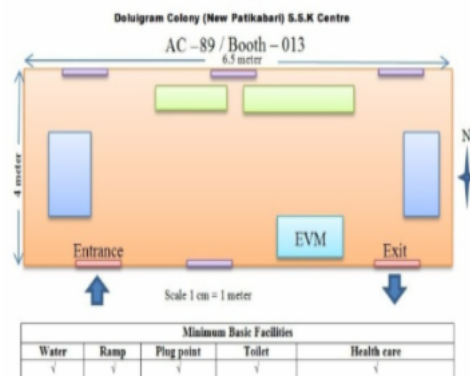 Doluigram Colony (New Patikabari) S.S.K Centre
AC -89 / Booth – 013
6.5 meter
4 meter
N
EVM
Entrance
Exit
Scale 1 cm = 1 meter
Minimum Basic Facilities
Water Ramp Plug point Toilet Health care
√ √ √ √ √